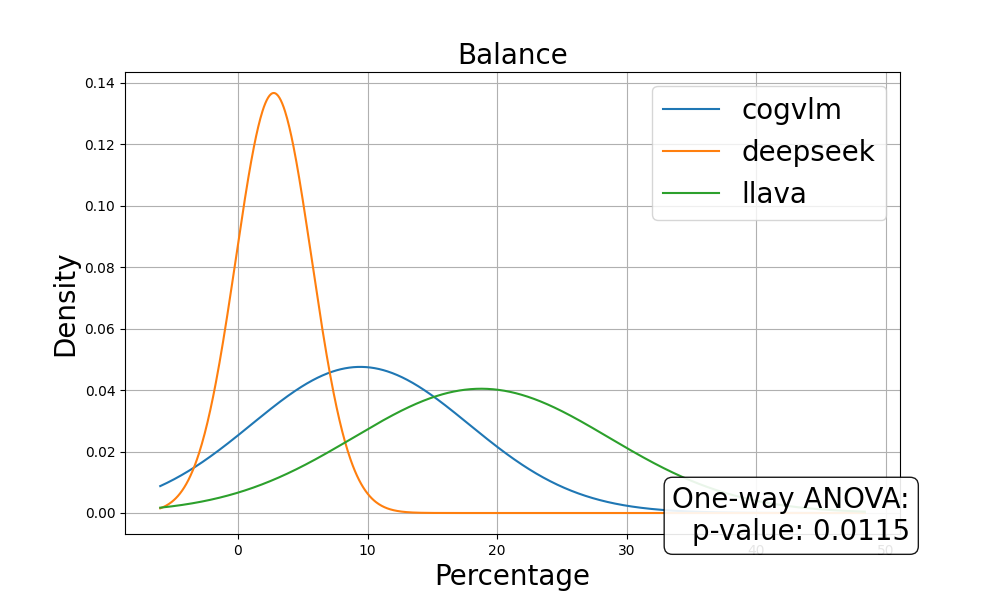 Balance
Density
0.14
0.12
0.10
0.08
0.06
0.04
0.02
0.00
cogvlm
deepseek
llava
One-way ANOVA:
p-value: 0.0115
0
10
20
30
40
50
Percentage